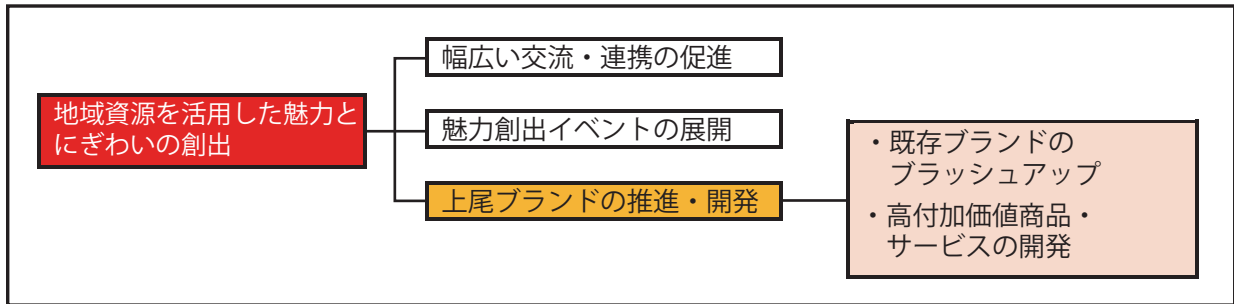 地域資源を活用した魅力と
にぎわいの創出
幅広い交流・連携の促進
魅力創出イベントの展開
上尾ブランドの推進・開発
・既存ブランドの
ブラッシュアップ
・高付加価値商品・
サービスの開発